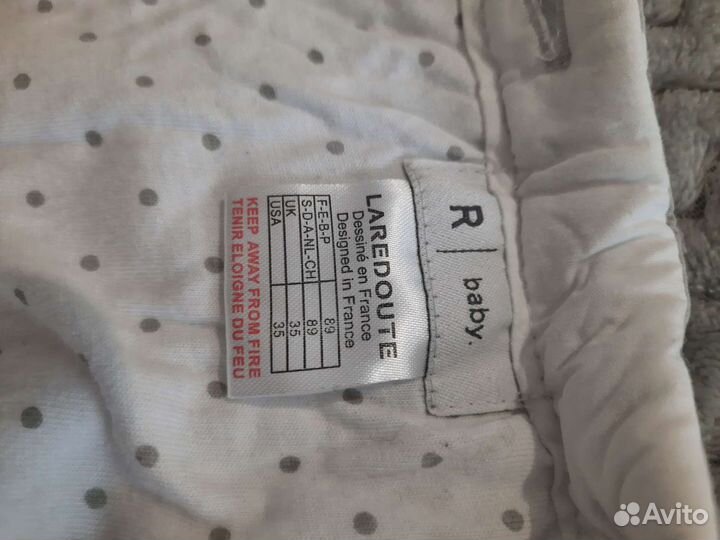 R | baby.
LAREDOUTE
Dessiné en France
Designed in France
F-E-B-P 89
S-D-A-NL-CH 89
UK 35
USA 35
KEEP AWAY FROM FIRE
TENIR ELOIGNE DU FEU
Avito